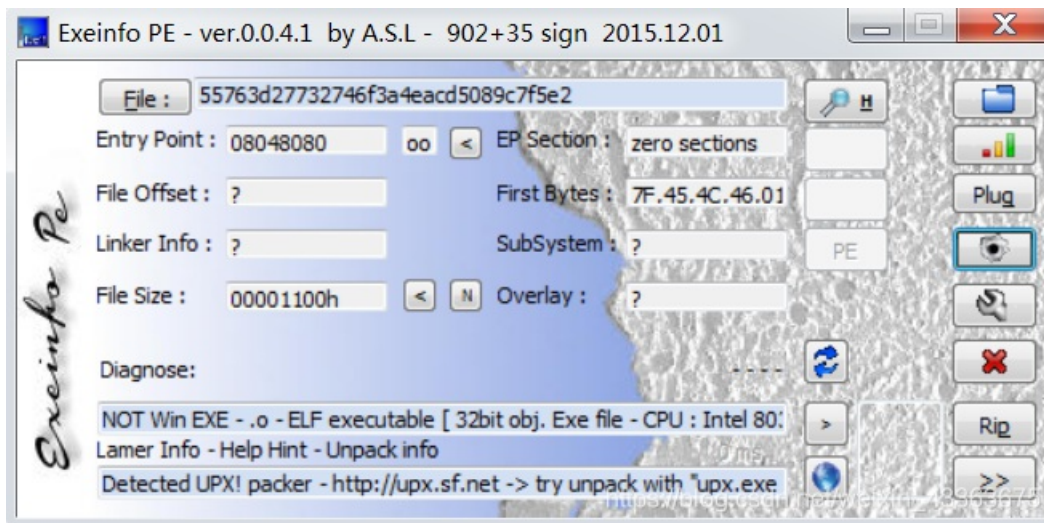 Exeinfo PE - ver.0.0.4.1 by A.S.L - 902+35 sign 2015.12.01
File : 55763d27732746f3a4eacd5089c7f5e2 H
Entry Point : 08048080 oo < EP Section : zero sections
File Offset : ? First Bytes : 7F.45.4C.46.01 Plug
Linker Info : ? SubSystem : ? PE
File Size : 00001100h < N Overlay : ?
Exeinfo Pe
Diagnose: ----
NOT Win EXE - .o - ELF executable [ 32bit obj. Exe file - CPU : Intel 80 > Rip
Lamer Info - Help Hint - Unpack info 0 ms.
Detected UPX! packer - http://upx.sf.net -> try unpack with "upx.exe >>